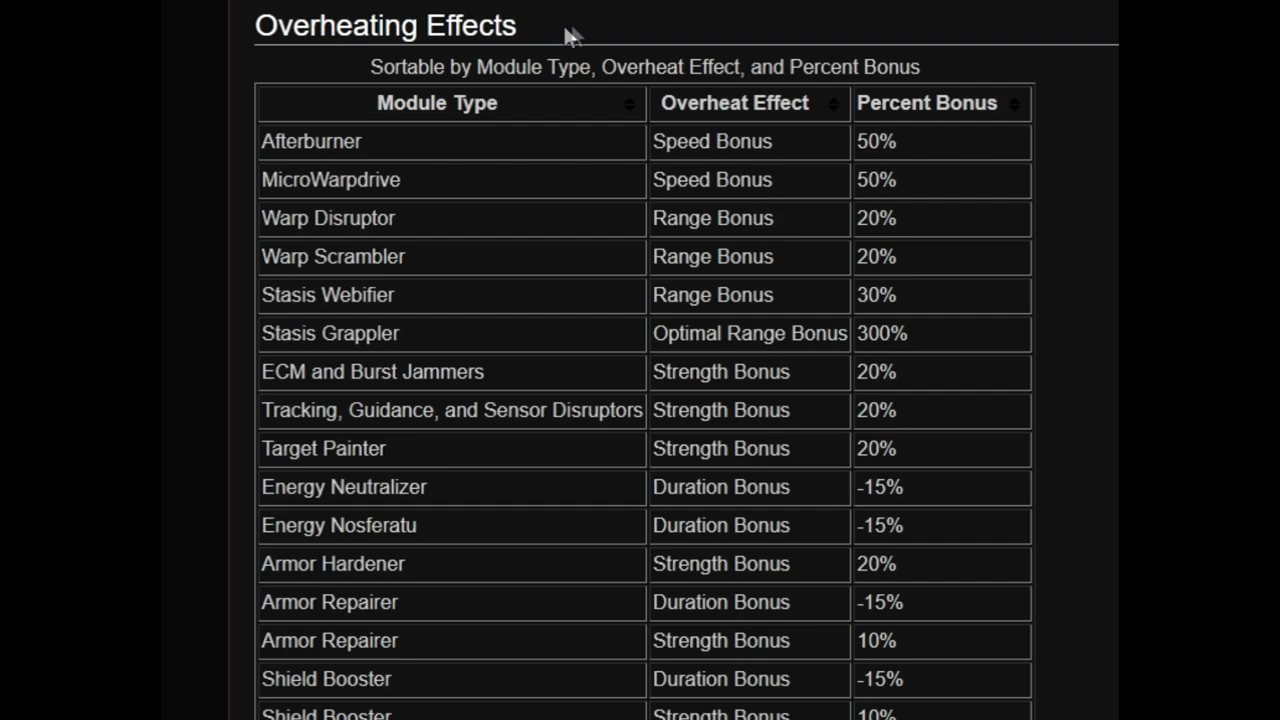 Overheating Effects
Sortable by Module Type, Overheat Effect, and Percent Bonus
Module Type Overheat Effect Percent Bonus
Afterburner Speed Bonus 50%
MicroWarpdrive Speed Bonus 50%
Warp Disruptor Range Bonus 20%
Warp Scrambler Range Bonus 20%
Stasis Webifier Range Bonus 30%
Stasis Grappler Optimal Range Bonus 300%
ECM and Burst Jammers Strength Bonus 20%
Tracking, Guidance, and Sensor Disruptors Strength Bonus 20%
Target Painter Strength Bonus 20%
Energy Neutralizer Duration Bonus -15%
Energy Nosferatu Duration Bonus -15%
Armor Hardener Strength Bonus 20%
Armor Repairer Duration Bonus -15%
Armor Repairer Strength Bonus 10%
Shield Booster Duration Bonus -15%
Shield Booster Strength Bonus 10%